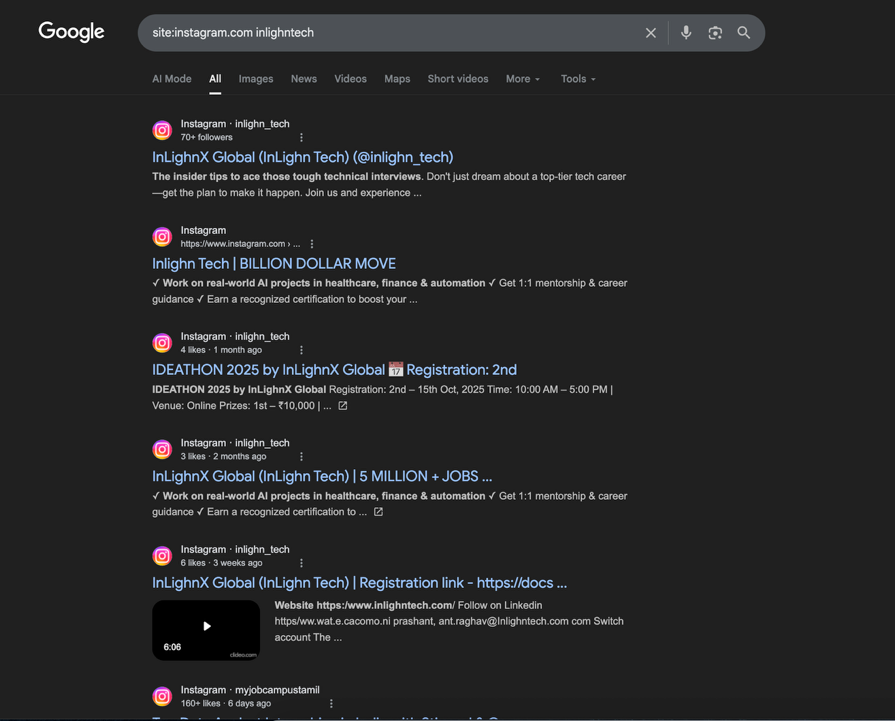 Google
site:instagram.com inlighntech
AI Mode All Images News Videos Maps Short videos More Tools
Instagram · inlighn_tech
70+ followers
InLighnX Global (InLighn Tech) (@inlighn_tech)
The insider tips to ace those tough technical interviews. Don't just dream about a top-tier tech career
—get the plan to make it happen. Join us and experience ...
Instagram
https://www.instagram.com › ...
Inlighn Tech | BILLION DOLLAR MOVE
✓ Work on real-world AI projects in healthcare, finance & automation ✓ Get 1:1 mentorship & career
guidance ✓ Earn a recognized certification to boost your ...
Instagram · inlighn_tech
4 likes · 1 month ago
IDEATHON 2025 by InLighnX Global 📅 Registration: 2nd
IDEATHON 2025 by InLighnX Global Registration: 2nd – 15th Oct, 2025 Time: 10:00 AM – 5:00 PM |
Venue: Online Prizes: 1st – ₹10,000 | ...
Instagram · inlighn_tech
3 likes · 2 months ago
InLighnX Global (InLighn Tech) | 5 MILLION + JOBS ...
✓ Work on real-world AI projects in healthcare, finance & automation ✓ Get 1:1 mentorship & career
guidance ✓ Earn a recognized certification to ...
Instagram · inlighn_tech
6 likes · 3 weeks ago
InLighnX Global (InLighn Tech) | Registration link - https://docs ...
Website https:/www.inlighntech.com/ Follow on Linkedin
https/ww.wat.e.cacomo.ni prashant, ant.raghav@Inlighntech.com com Switch
account The ...
6:06
clideo.com
Instagram · myjobcampustamil
160+ likes · 6 days ago